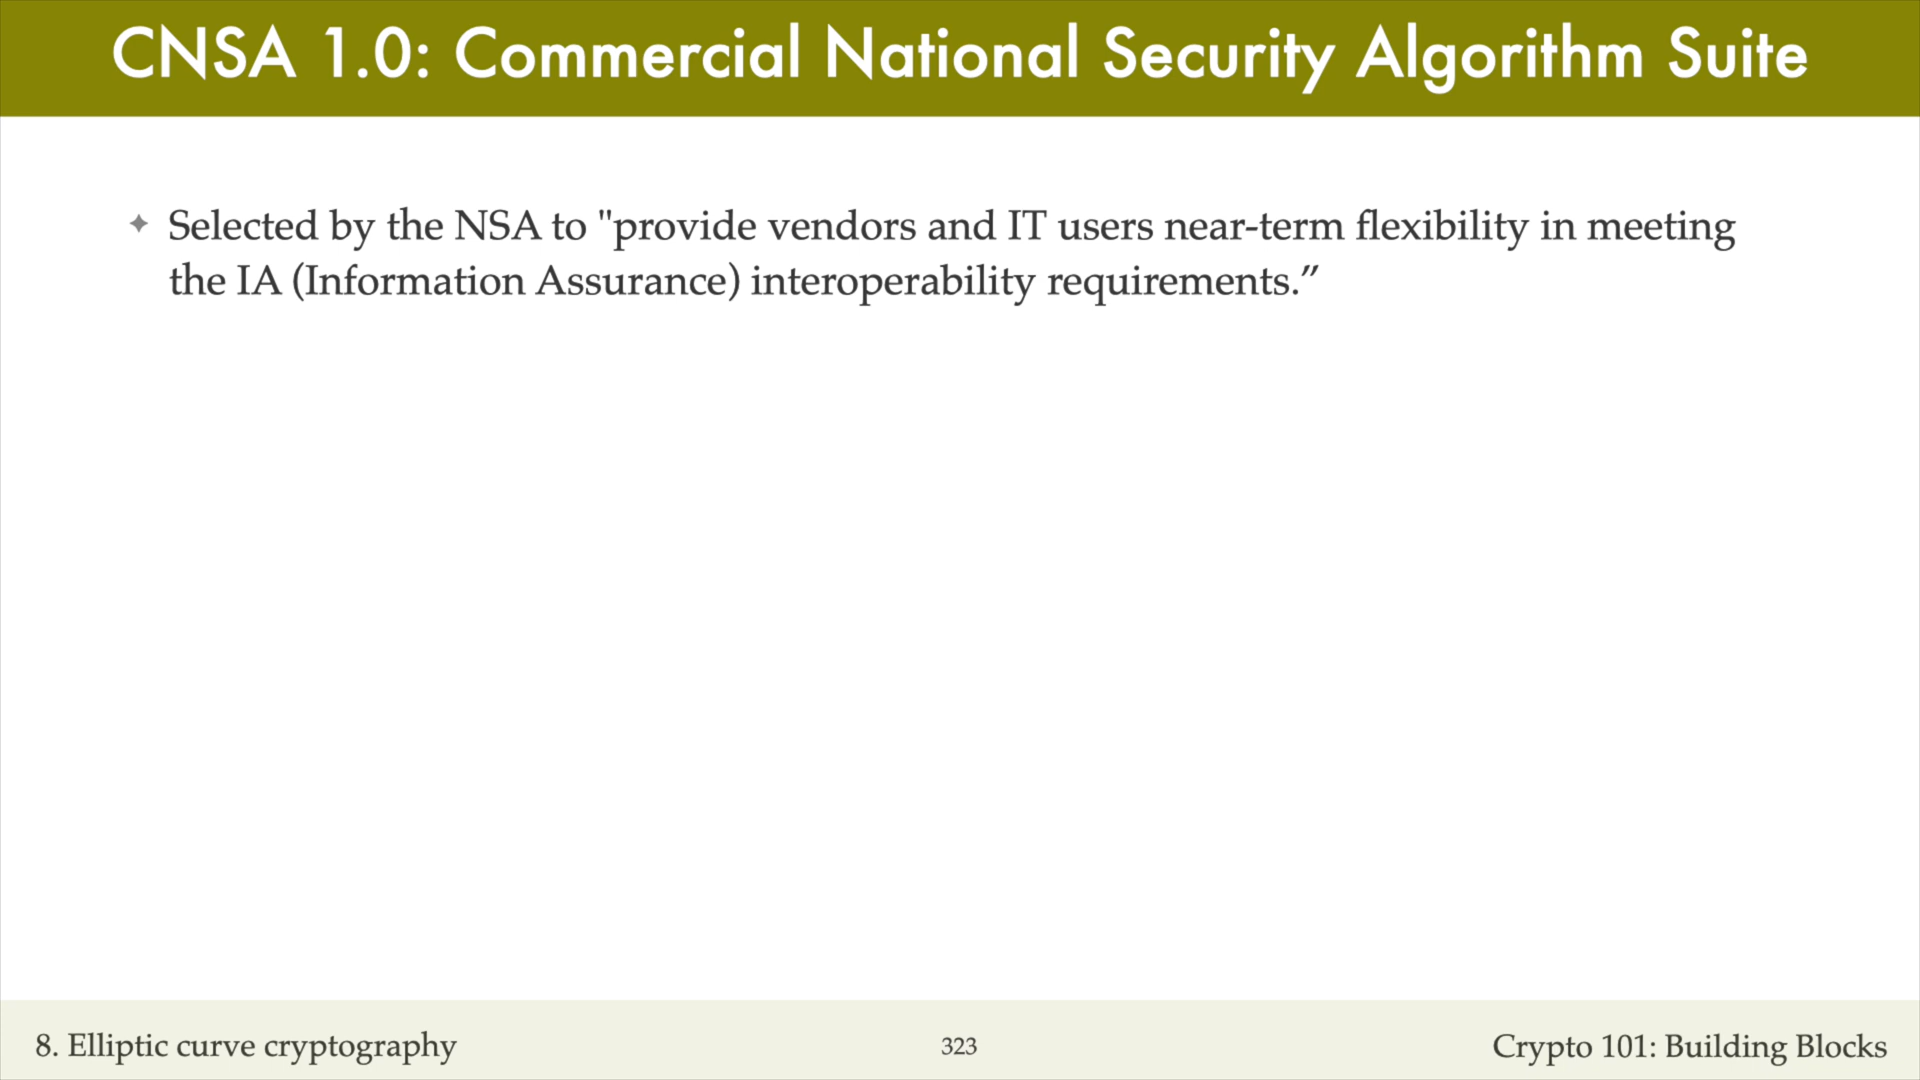 CNSA 1.0: Commercial National Security Algorithm Suite
✦ Selected by the NSA to "provide vendors and IT users near-term flexibility in meeting
the IA (Information Assurance) interoperability requirements.”
8. Elliptic curve cryptography
323
Crypto 101: Building Blocks